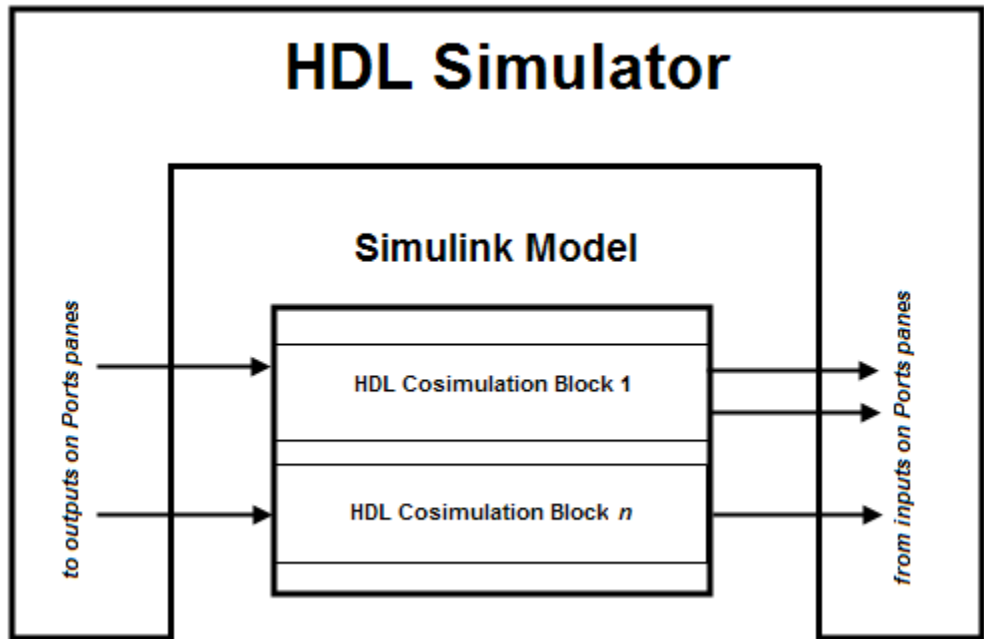 HDL Simulator
Simulink Model
to outputs on Ports panes
HDL Cosimulation Block 1
HDL Cosimulation Block n
from inputs on Ports panes